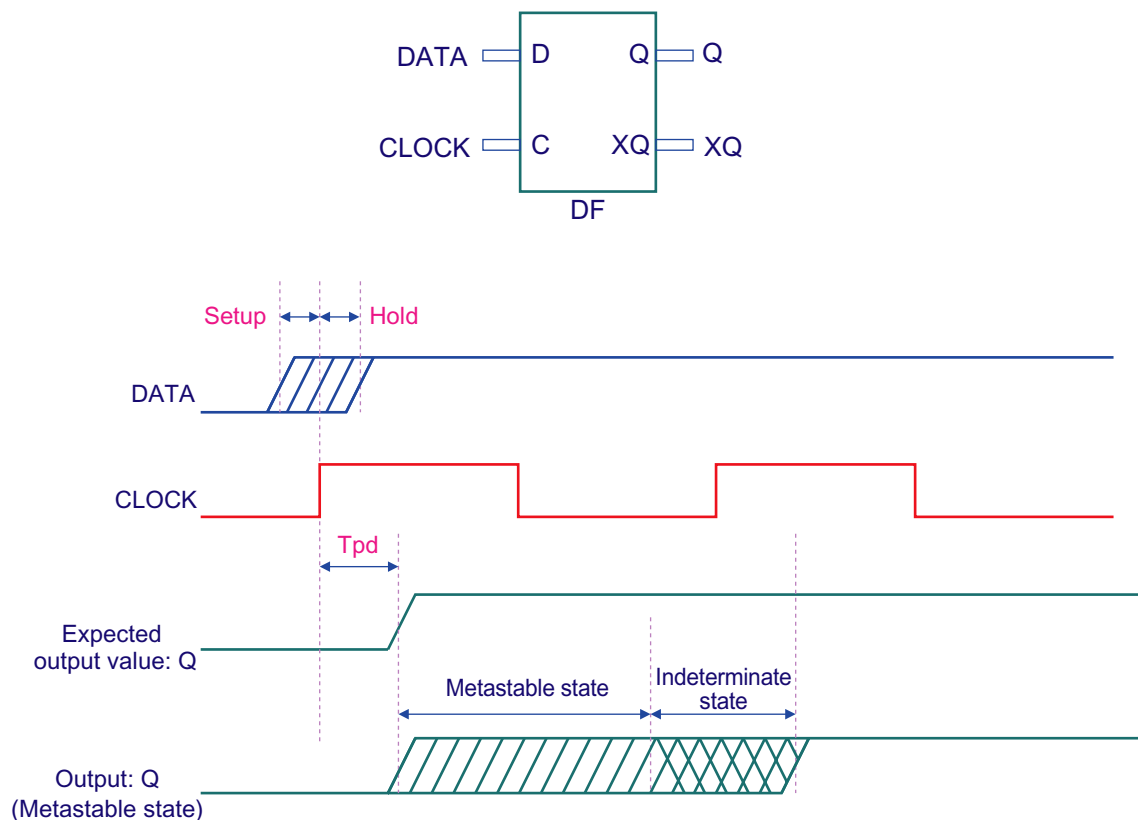 DATA D Q Q
CLOCK C XQ XQ
DF
Setup Hold
DATA
CLOCK
Tpd
Expected
output value: Q
Metastable state
Indeterminate
state
Output: Q
(Metastable state)